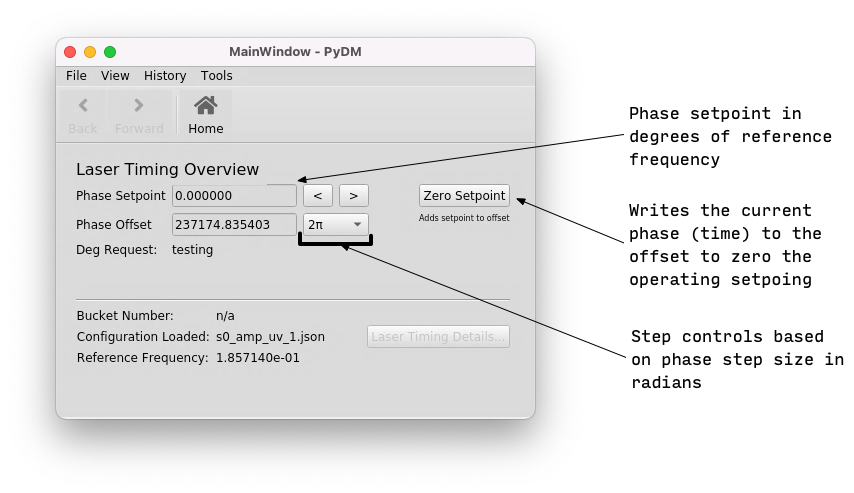 MainWindow - PyDM
File View History Tools
Back Forward Home
Laser Timing Overview
Phase Setpoint 0.000000 < > Zero Setpoint
Adds setpoint to offset
Phase Offset 237174.835403 2π
Deg Request: testing
Bucket Number: n/a
Configuration Loaded: s0_amp_uv_1.json Laser Timing Details...
Reference Frequency: 1.857140e-01
Phase setpoint in
degrees of reference
frequency
Writes the current
phase (time) to the
offset to zero the
operating setpoing
Step controls based
on phase step size in
radians